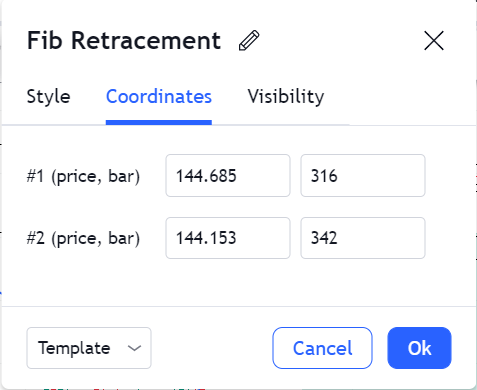 Fib Retracement
Style Coordinates Visibility
#1 (price, bar) 144.685 316
#2 (price, bar) 144.153 342
Template Cancel Ok